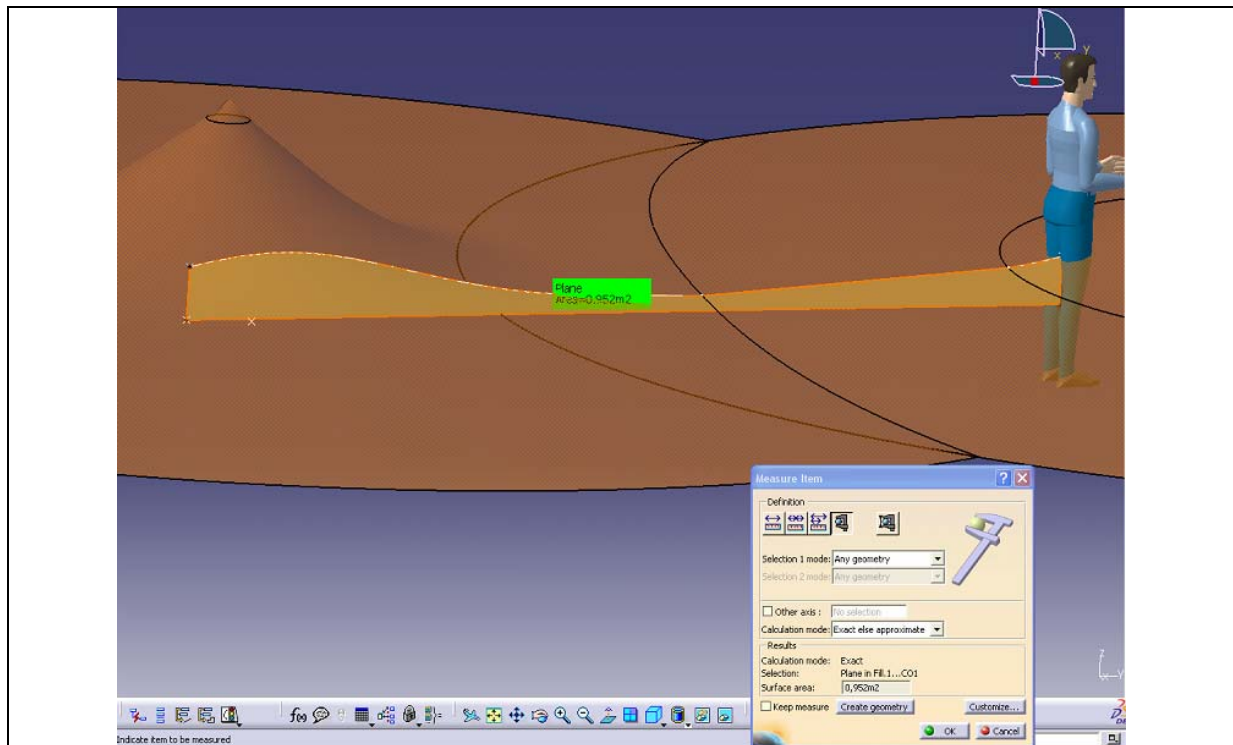 x y
Plane
Area=0.952m2
Measure Item
Definition
Selection 1 mode: Any geometry
Selection 2 mode: Any geometry
Other axis : No selection
Calculation mode: Exact else approximate
Results
Calculation mode: Exact
Selection: Plane in Fill.1...CO1
Surface area: 0,952m2
Keep measure Create geometry Customize...
OK Cancel
z
x y
f(x)
Indicate item to be measured